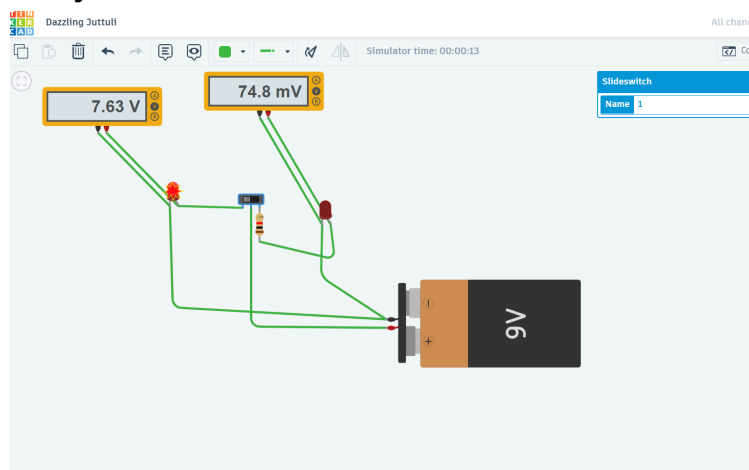 TIN
KER
CAD
Dazzling Juttuli
All chang
Simulator time: 00:00:13
Co
Slideswitch
Name 1
7.63 V
A
V
R
74.8 mV
A
V
R
9V